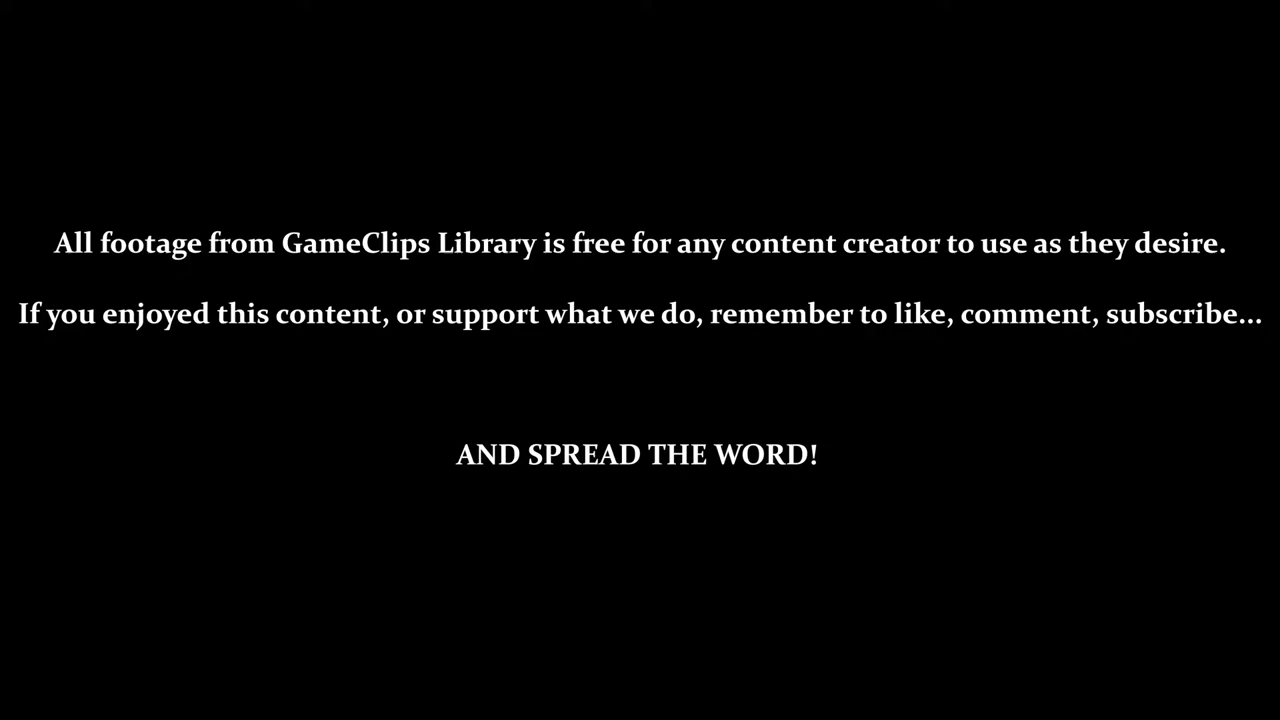 All footage from GameClips Library is free for any content creator to use as they desire.
If you enjoyed this content, or support what we do, remember to like, comment, subscribe...
AND SPREAD THE WORD!